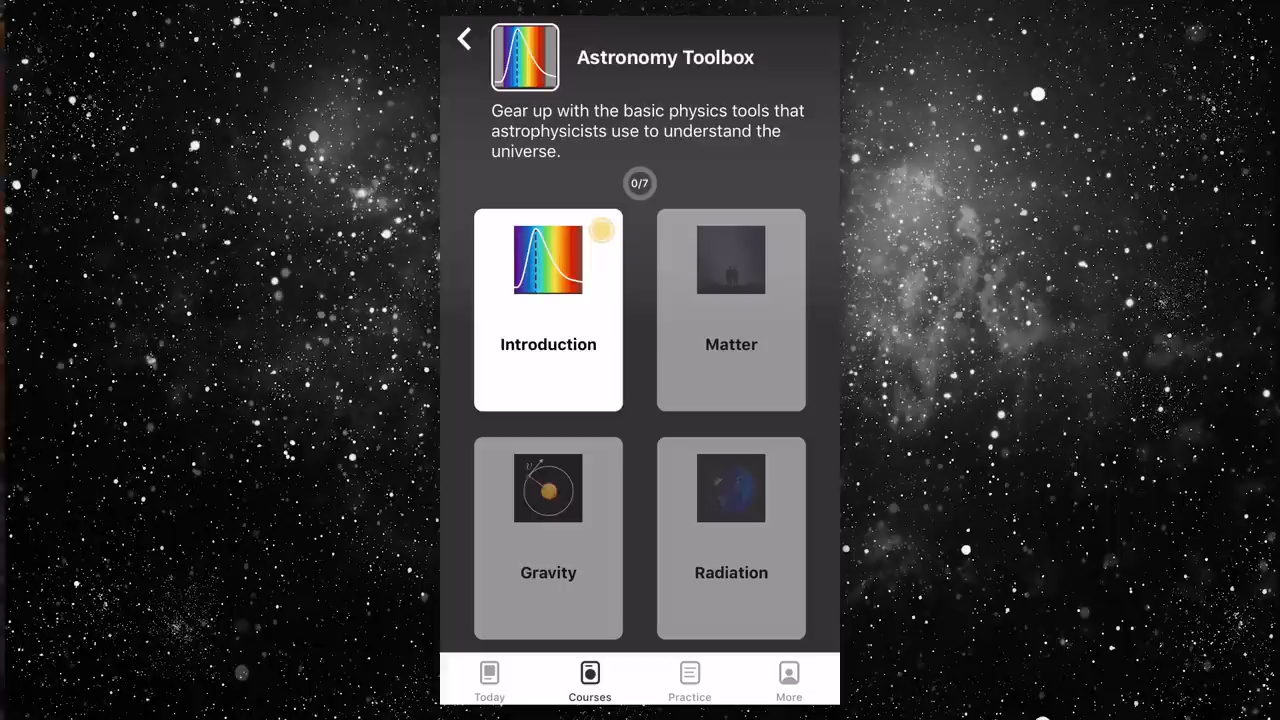 Astronomy Toolbox
Gear up with the basic physics tools that
astrophysicists use to understand the
universe.
0/7
Introduction
Matter
Gravity
Radiation
Today
Courses
Practice
More